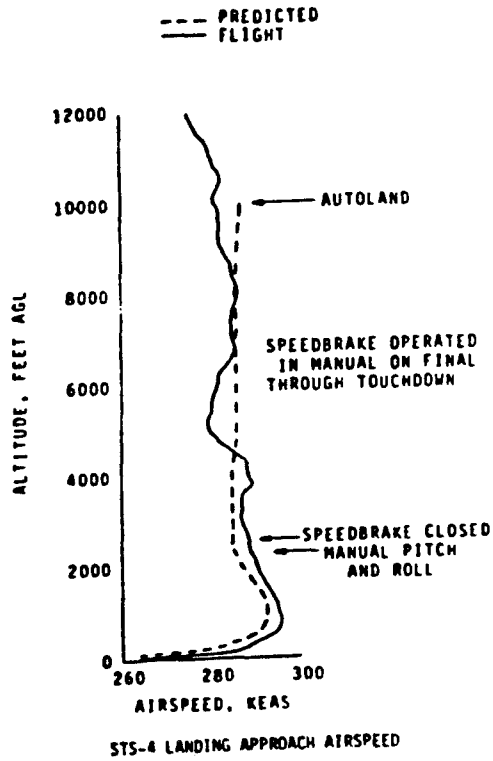 PREDICTED
FLIGHT
12000
10000
8000
6000
4000
2000
0
ALTITUDE, FEET AGL
AUTOLAND
SPEEDBRAKE OPERATED
IN MANUAL ON FINAL
THROUGH TOUCHDOWN
SPEEDBRAKE CLOSED
MANUAL PITCH
AND ROLL
260
280
300
AIRSPEED, KEAS
STS-4 LANDING APPROACH AIRSPEED